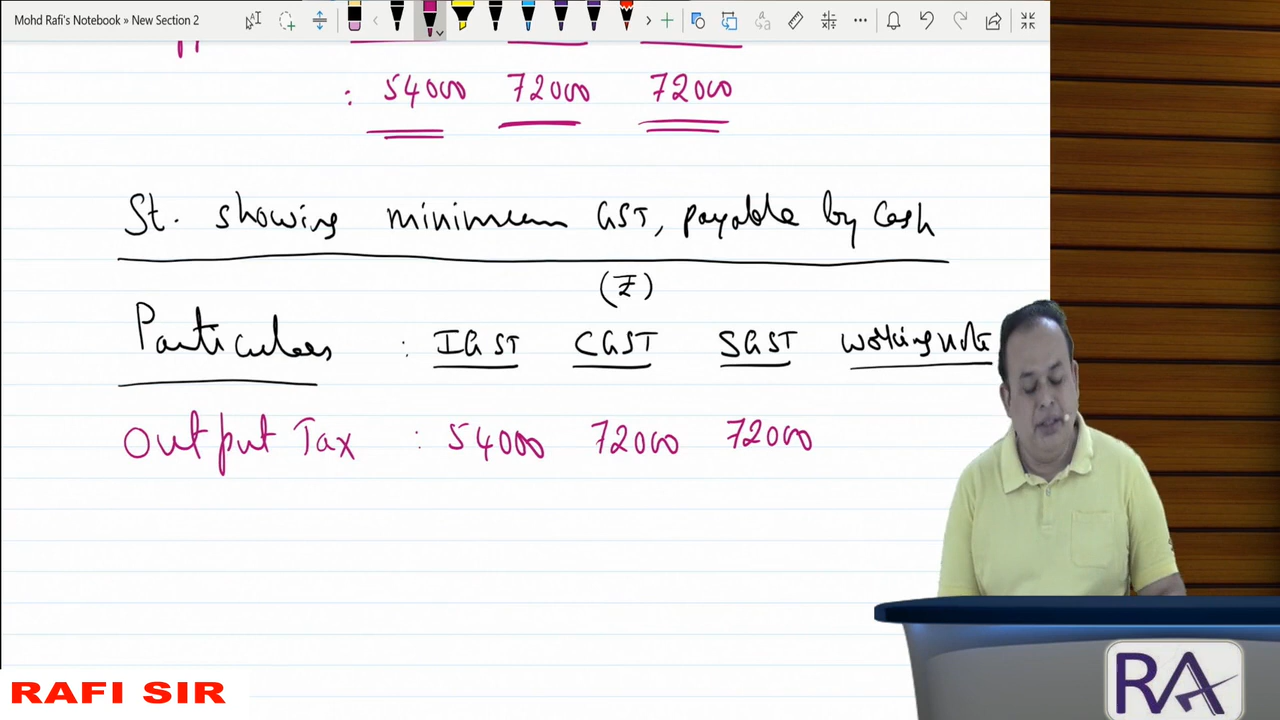 Mohd Rafi's Notebook » New Section 2
: 54000 72000 72000
St. showing minimum GST, payable by cash
(₹)
Particulars : IGST CGST SGST working note
Output Tax : 54000 72000 72000
RAFI SIR
RA